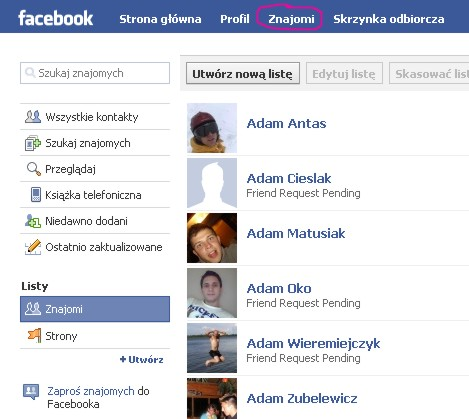 facebook Strona główna Profil Znajomi Skrzynka odbiorcza
Szukaj znajomych
Wszystkie kontakty
Szukaj znajomych
Przeglądaj
Książka telefoniczna
Niedawno dodani
Ostatnio zaktualizowane
Listy
Znajomi
Strony
+ Utwórz
Zaproś znajomych do
Facebooka
Utwórz nową listę Edytuj listę Skasować list
Adam Antas
Adam Cieslak
Friend Request Pending
Adam Matusiak
Adam Oko
Friend Request Pending
Adam Wieremiejczyk
Friend Request Pending
Adam Zubelewicz